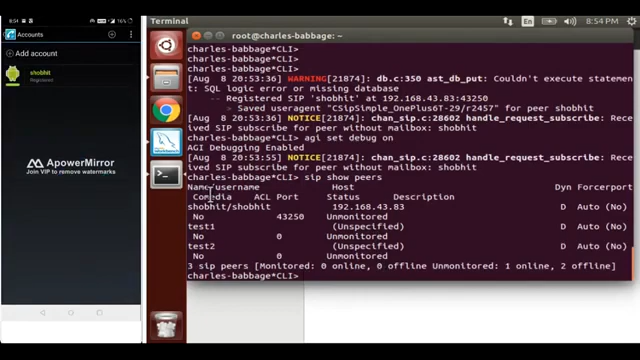 8:54
Accounts
Add account
shobhit
Registered
ApowerMirror
Join VIP to remove watermarks
Terminal
En
8:54 PM
root@charles-babbage: ~
charles-babbage*CLI>
charles-babbage*CLI>
charles-babbage*CLI>
[Aug  8 20:53:36] WARNING[21874]: db.c:350 ast_db_put: Couldn't execute statemen
t: SQL logic error or missing database
    -- Registered SIP 'shobhit' at 192.168.43.83:43250
       > Saved useragent "CSipSimple_OnePlus6T-29/r2457" for peer shobhit
[Aug  8 20:53:36] NOTICE[21874]: chan_sip.c:28602 handle_request_subscribe: Rece
ived SIP subscribe for peer without mailbox: shobhit
charles-babbage*CLI> agi set debug on
AGI Debugging Enabled
[Aug  8 20:53:55] NOTICE[21874]: chan_sip.c:28602 handle_request_subscribe: Rece
ived SIP subscribe for peer without mailbox: shobhit
charles-babbage*CLI> sip show peers
Name/username Host Dyn Forcerport
Comedia ACL Port Status Description
shobhit/shobhit 192.168.43.83 D Auto (No)
No 43250 Unmonitored
test1 (Unspecified) D Auto (No)
No 0 Unmonitored
test2 (Unspecified) D Auto (No)
No 0 Unmonitored
3 sip peers [Monitored: 0 online, 0 offline Unmonitored: 1 online, 2 offline]
charles-babbage*CLI>